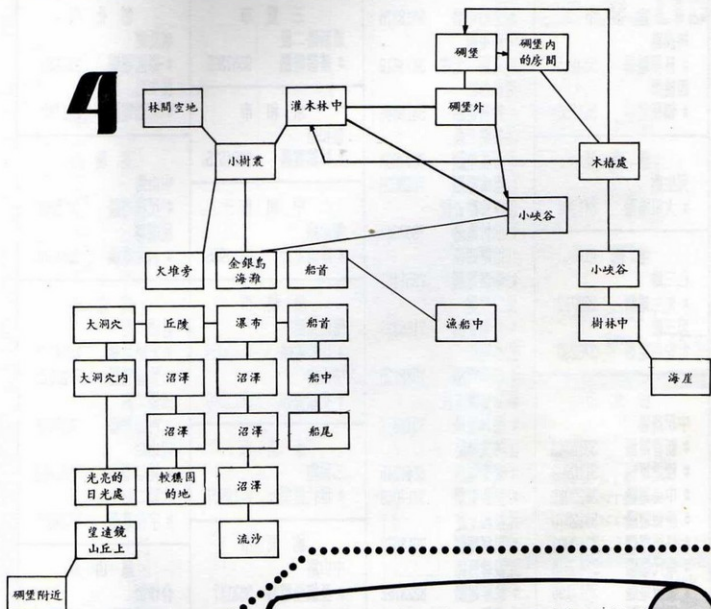 4
碉堡
碉堡內
的房間
林間空地
灌木林中
碉堡外
小樹叢
木樁處
小峽谷
大堆旁
金銀島
海灘
船首
小峽谷
大洞穴
丘陵
瀑布
船首
漁船中
樹林中
大洞穴內
沼澤
沼澤
船中
海崖
沼澤
沼澤
船尾
光亮的
日光處
較穩固
的地
沼澤
望遠鏡
山丘上
流沙
碉堡附近